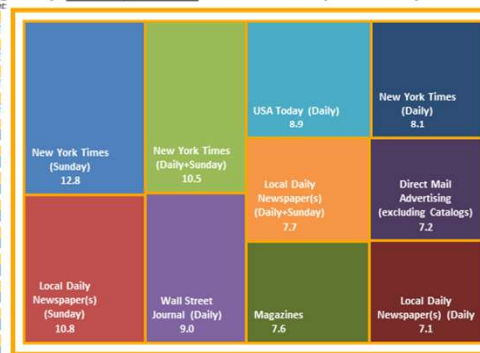 New York Times
(Sunday)
12.8
New York Times
(Daily+Sunday)
10.5
USA Today (Daily)
8.9
New York Times
(Daily)
8.1
Local Daily
Newspaper(s)
(Daily+Sunday)
7.7
Direct Mail
Advertising
(excluding Catalogs)
7.2
Local Daily
Newspaper(s)
(Sunday)
10.8
Wall Street
Journal (Daily)
9.0
Magazines
7.6
Local Daily
Newspaper(s) (Daily
7.1